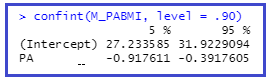 > confint(M_PABMI, level = .90)
5 % 95 %
(Intercept) 27.233585 31.9229094
PA -0.917611 -0.3917605